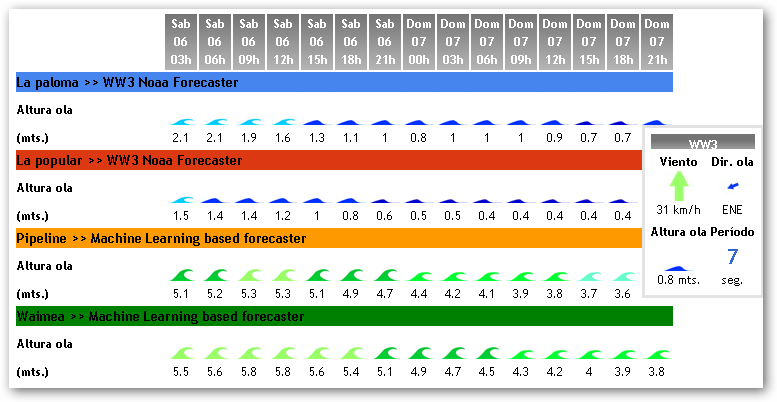 Sab Sab Sab Sab Sab Sab Sab Dom Dom Dom Dom Dom Dom Dom Dom
06 06 06 06 06 06 06 07 07 07 07 07 07 07 07
03h 06h 09h 12h 15h 18h 21h 00h 03h 06h 09h 12h 15h 18h 21h
La paloma >> WW3 Noaa Forecaster
Altura ola
(mts.) 2.1 2.1 1.9 1.6 1.3 1.1 1 0.8 1 1 1 0.9 0.7 0.7
La popular >> WW3 Noaa Forecaster
Altura ola
(mts.) 1.5 1.4 1.4 1.2 1 0.8 0.6 0.5 0.5 0.4 0.4 0.4 0.4 0.4
Pipeline >> Machine Learning based forecaster
Altura ola
(mts.) 5.1 5.2 5.3 5.3 5.1 4.9 4.7 4.4 4.2 4.1 3.9 3.8 3.7 3.6
Waimea >> Machine Learning based forecaster
Altura ola
(mts.) 5.5 5.6 5.8 5.8 5.6 5.4 5.1 4.9 4.7 4.5 4.3 4.2 4 3.9 3.8
WW3
Viento Dir. ola
31 km/h ENE
Altura ola Período
7
0.8 mts. seg.